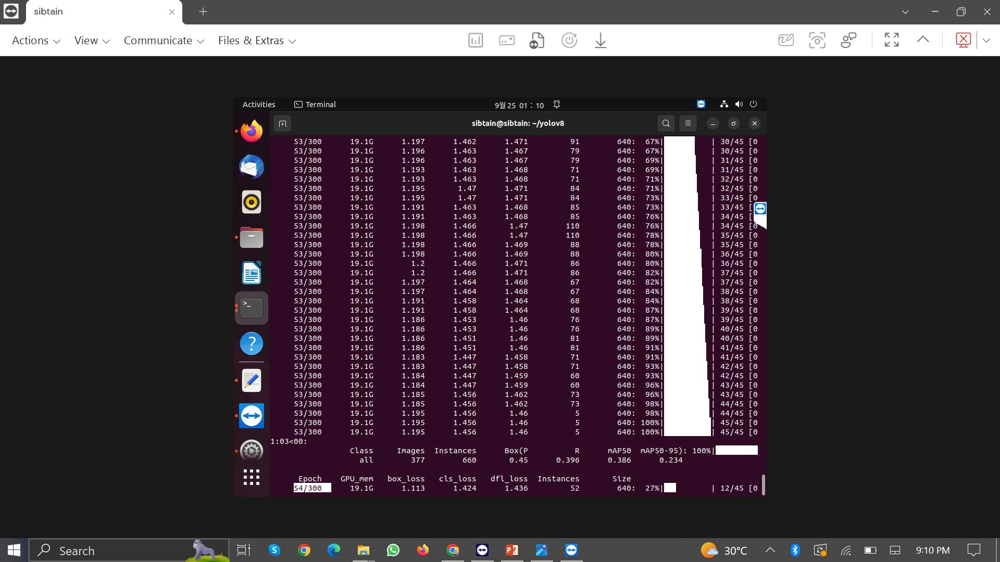 sibtain
Actions View Communicate Files & Extras
Activities Terminal 9월 25 01 : 10
sibtain@sibtain: ~/yolov8
53/300 19.1G 1.197 1.462 1.471 91 640: 67%| | 30/45 [0
53/300 19.1G 1.196 1.463 1.467 79 640: 67%| | 30/45 [0
53/300 19.1G 1.196 1.463 1.467 79 640: 69%| | 31/45 [0
53/300 19.1G 1.193 1.463 1.468 71 640: 69%| | 31/45 [0
53/300 19.1G 1.193 1.463 1.468 71 640: 71%| | 32/45 [0
53/300 19.1G 1.195 1.47 1.471 84 640: 71%| | 32/45 [0
53/300 19.1G 1.195 1.47 1.471 84 640: 73%| | 33/45 [0
53/300 19.1G 1.191 1.463 1.468 85 640: 73%| | 33/45 [
53/300 19.1G 1.191 1.463 1.468 85 640: 76%| | 34/45 [
53/300 19.1G 1.198 1.466 1.47 110 640: 76%| | 34/45 [0
53/300 19.1G 1.198 1.466 1.47 110 640: 78%| | 35/45 [0
53/300 19.1G 1.198 1.466 1.469 88 640: 78%| | 35/45 [0
53/300 19.1G 1.198 1.466 1.469 88 640: 80%| | 36/45 [0
53/300 19.1G 1.2 1.466 1.471 86 640: 80%| | 36/45 [0
53/300 19.1G 1.2 1.466 1.471 86 640: 82%| | 37/45 [0
53/300 19.1G 1.197 1.464 1.468 67 640: 82%| | 37/45 [0
53/300 19.1G 1.197 1.464 1.468 67 640: 84%| | 38/45 [0
53/300 19.1G 1.191 1.458 1.464 68 640: 84%| | 38/45 [0
53/300 19.1G 1.191 1.458 1.464 68 640: 87%| | 39/45 [0
53/300 19.1G 1.186 1.453 1.46 76 640: 87%| | 39/45 [0
53/300 19.1G 1.186 1.453 1.46 76 640: 89%| | 40/45 [0
53/300 19.1G 1.186 1.451 1.46 81 640: 89%| | 40/45 [0
53/300 19.1G 1.186 1.451 1.46 81 640: 91%| | 41/45 [0
53/300 19.1G 1.183 1.447 1.458 71 640: 91%| | 41/45 [0
53/300 19.1G 1.183 1.447 1.458 71 640: 93%| | 42/45 [0
53/300 19.1G 1.184 1.447 1.459 60 640: 93%| | 42/45 [0
53/300 19.1G 1.184 1.447 1.459 60 640: 96%| | 43/45 [0
53/300 19.1G 1.185 1.456 1.462 73 640: 96%| | 43/45 [0
53/300 19.1G 1.185 1.456 1.462 73 640: 98%| | 44/45 [0
53/300 19.1G 1.195 1.456 1.46 5 640: 98%| | 44/45 [0
53/300 19.1G 1.195 1.456 1.46 5 640: 100%| | 45/45 [0
53/300 19.1G 1.195 1.456 1.46 5 640: 100%| | 45/45 [0
1:03<00:
Class Images Instances Box(P R mAP50 mAP50-95): 100%|
all 377 660 0.45 0.396 0.386 0.234
Epoch GPU_mem box_loss cls_loss dfl_loss Instances Size
54/300 19.1G 1.113 1.424 1.436 52 640: 27%| | 12/45 [0
Search 30°C 9:10 PM